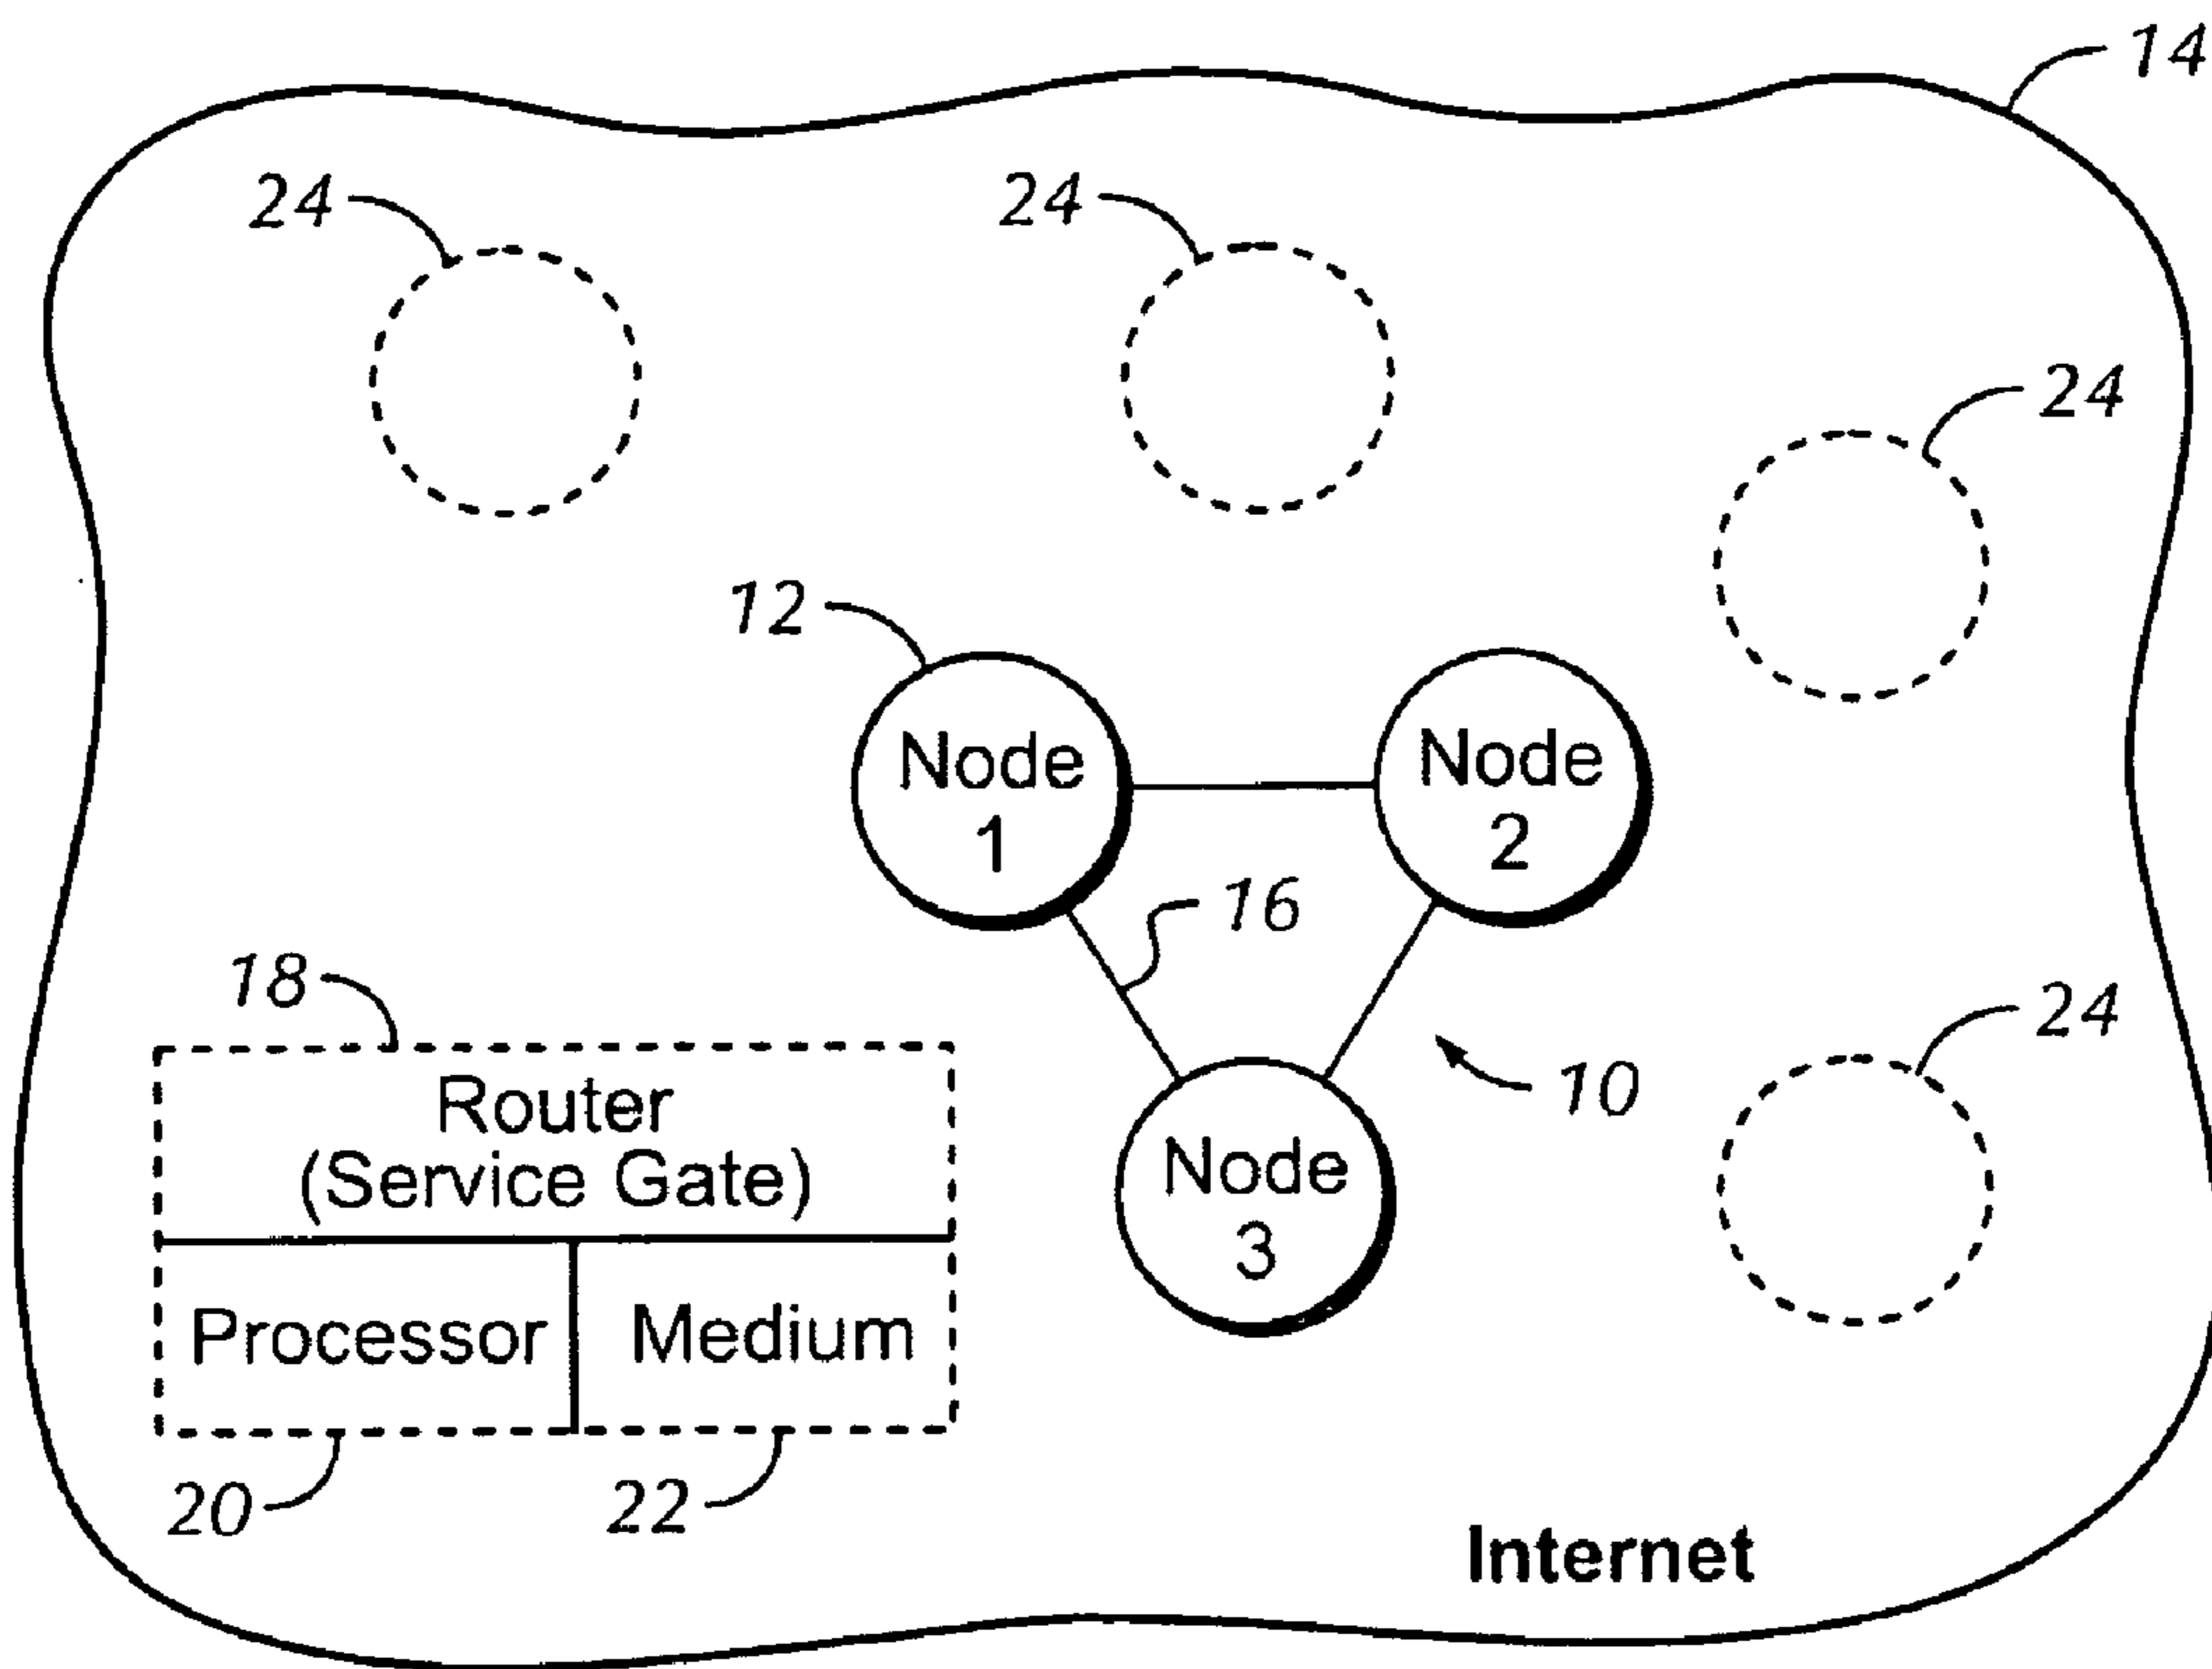 14
24
24
24
12
Node
1
Node
2
16
18
24
10
Router
(Service Gate)
Node
3
Processor
Medium
20
22
Internet